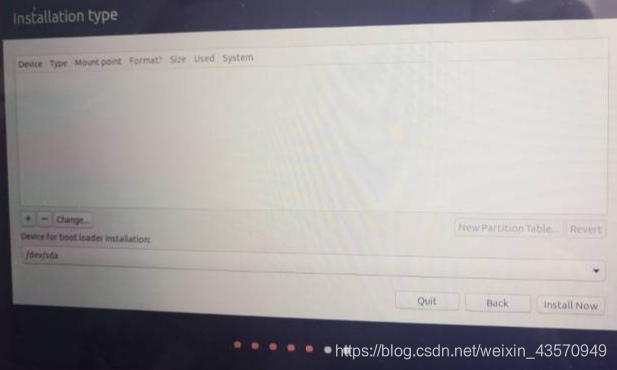 Installation type
Device Type Mount point Format? Size Used System
+ - Change...
New Partition Table... Revert
Device for boot loader installation:
/dev/sda
Quit Back Install Now
https://blog.csdn.net/weixin_43570949